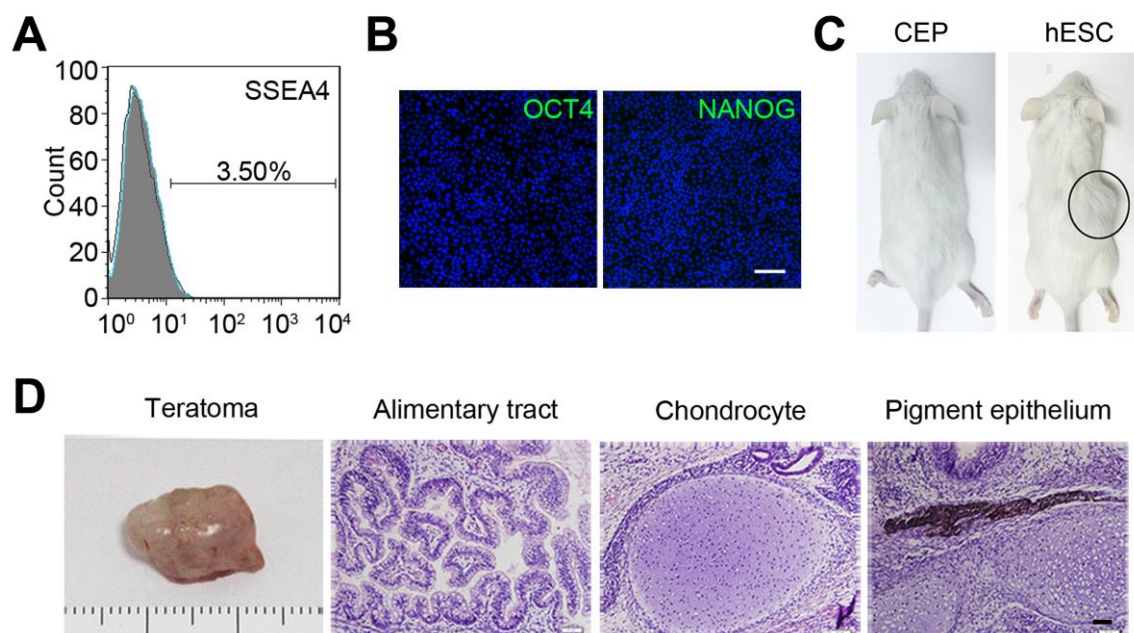 A
SSEA4
Count
100
80
60
40
20
0
3.50%
10⁰ 10¹ 10² 10³ 10⁴
B
OCT4
NANOG
C
CEP
hESC
D
Teratoma
Alimentary tract
Chondrocyte
Pigment epithelium